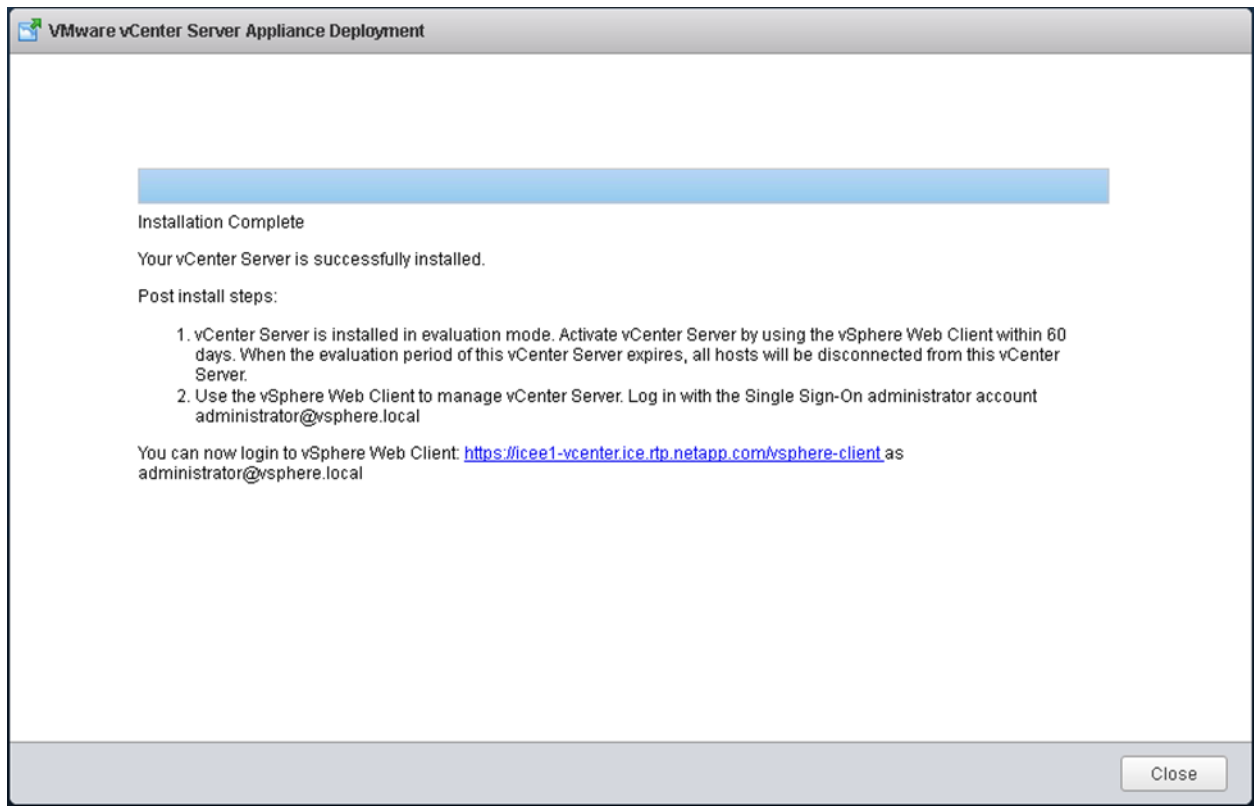 VMware vCenter Server Appliance Deployment
Installation Complete
Your vCenter Server is successfully installed.
Post install steps:
1. vCenter Server is installed in evaluation mode. Activate vCenter Server by using the vSphere Web Client within 60
days. When the evaluation period of this vCenter Server expires, all hosts will be disconnected from this vCenter
Server.
2. Use the vSphere Web Client to manage vCenter Server. Log in with the Single Sign-On administrator account
administrator@vsphere.local
You can now login to vSphere Web Client: https://icee1-vcenter.ice.rtp.netapp.com/vsphere-client as
administrator@vsphere.local
Close